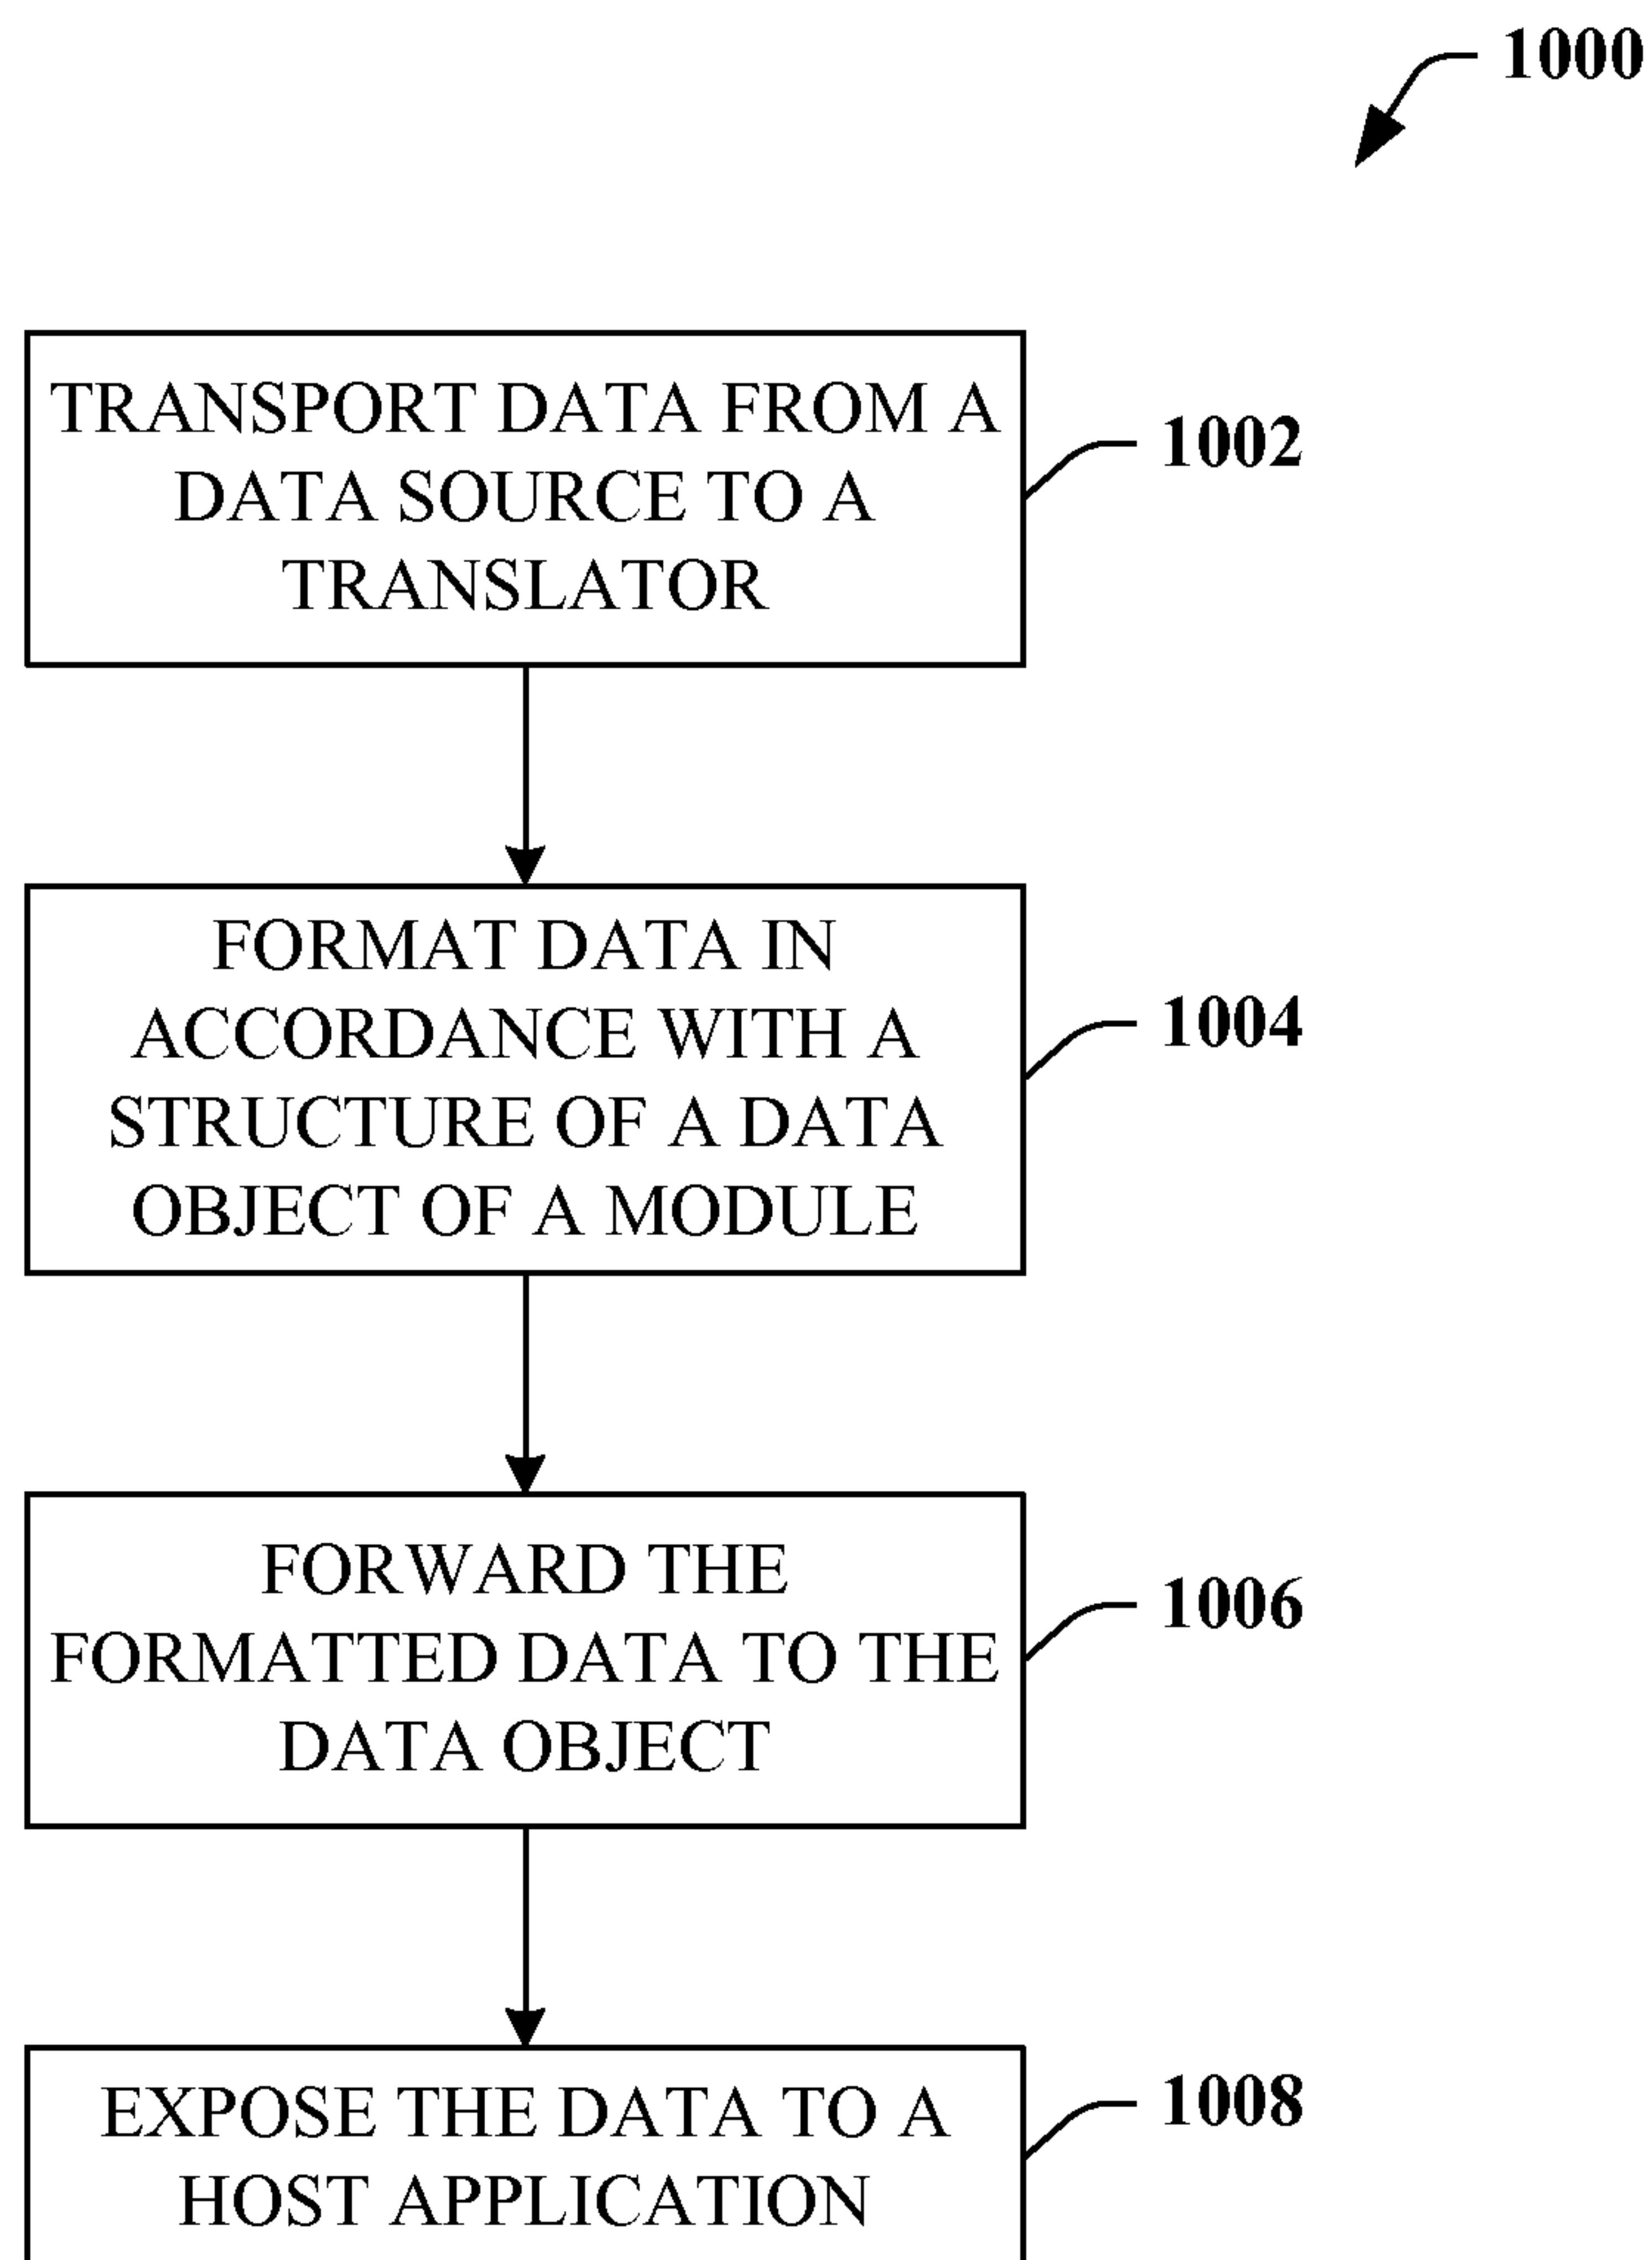 1000
TRANSPORT DATA FROM A
DATA SOURCE TO A
TRANSLATOR
1002
FORMAT DATA IN
ACCORDANCE WITH A
STRUCTURE OF A DATA
OBJECT OF A MODULE
1004
FORWARD THE
FORMATTED DATA TO THE
DATA OBJECT
1006
EXPOSE THE DATA TO A
HOST APPLICATION
1008